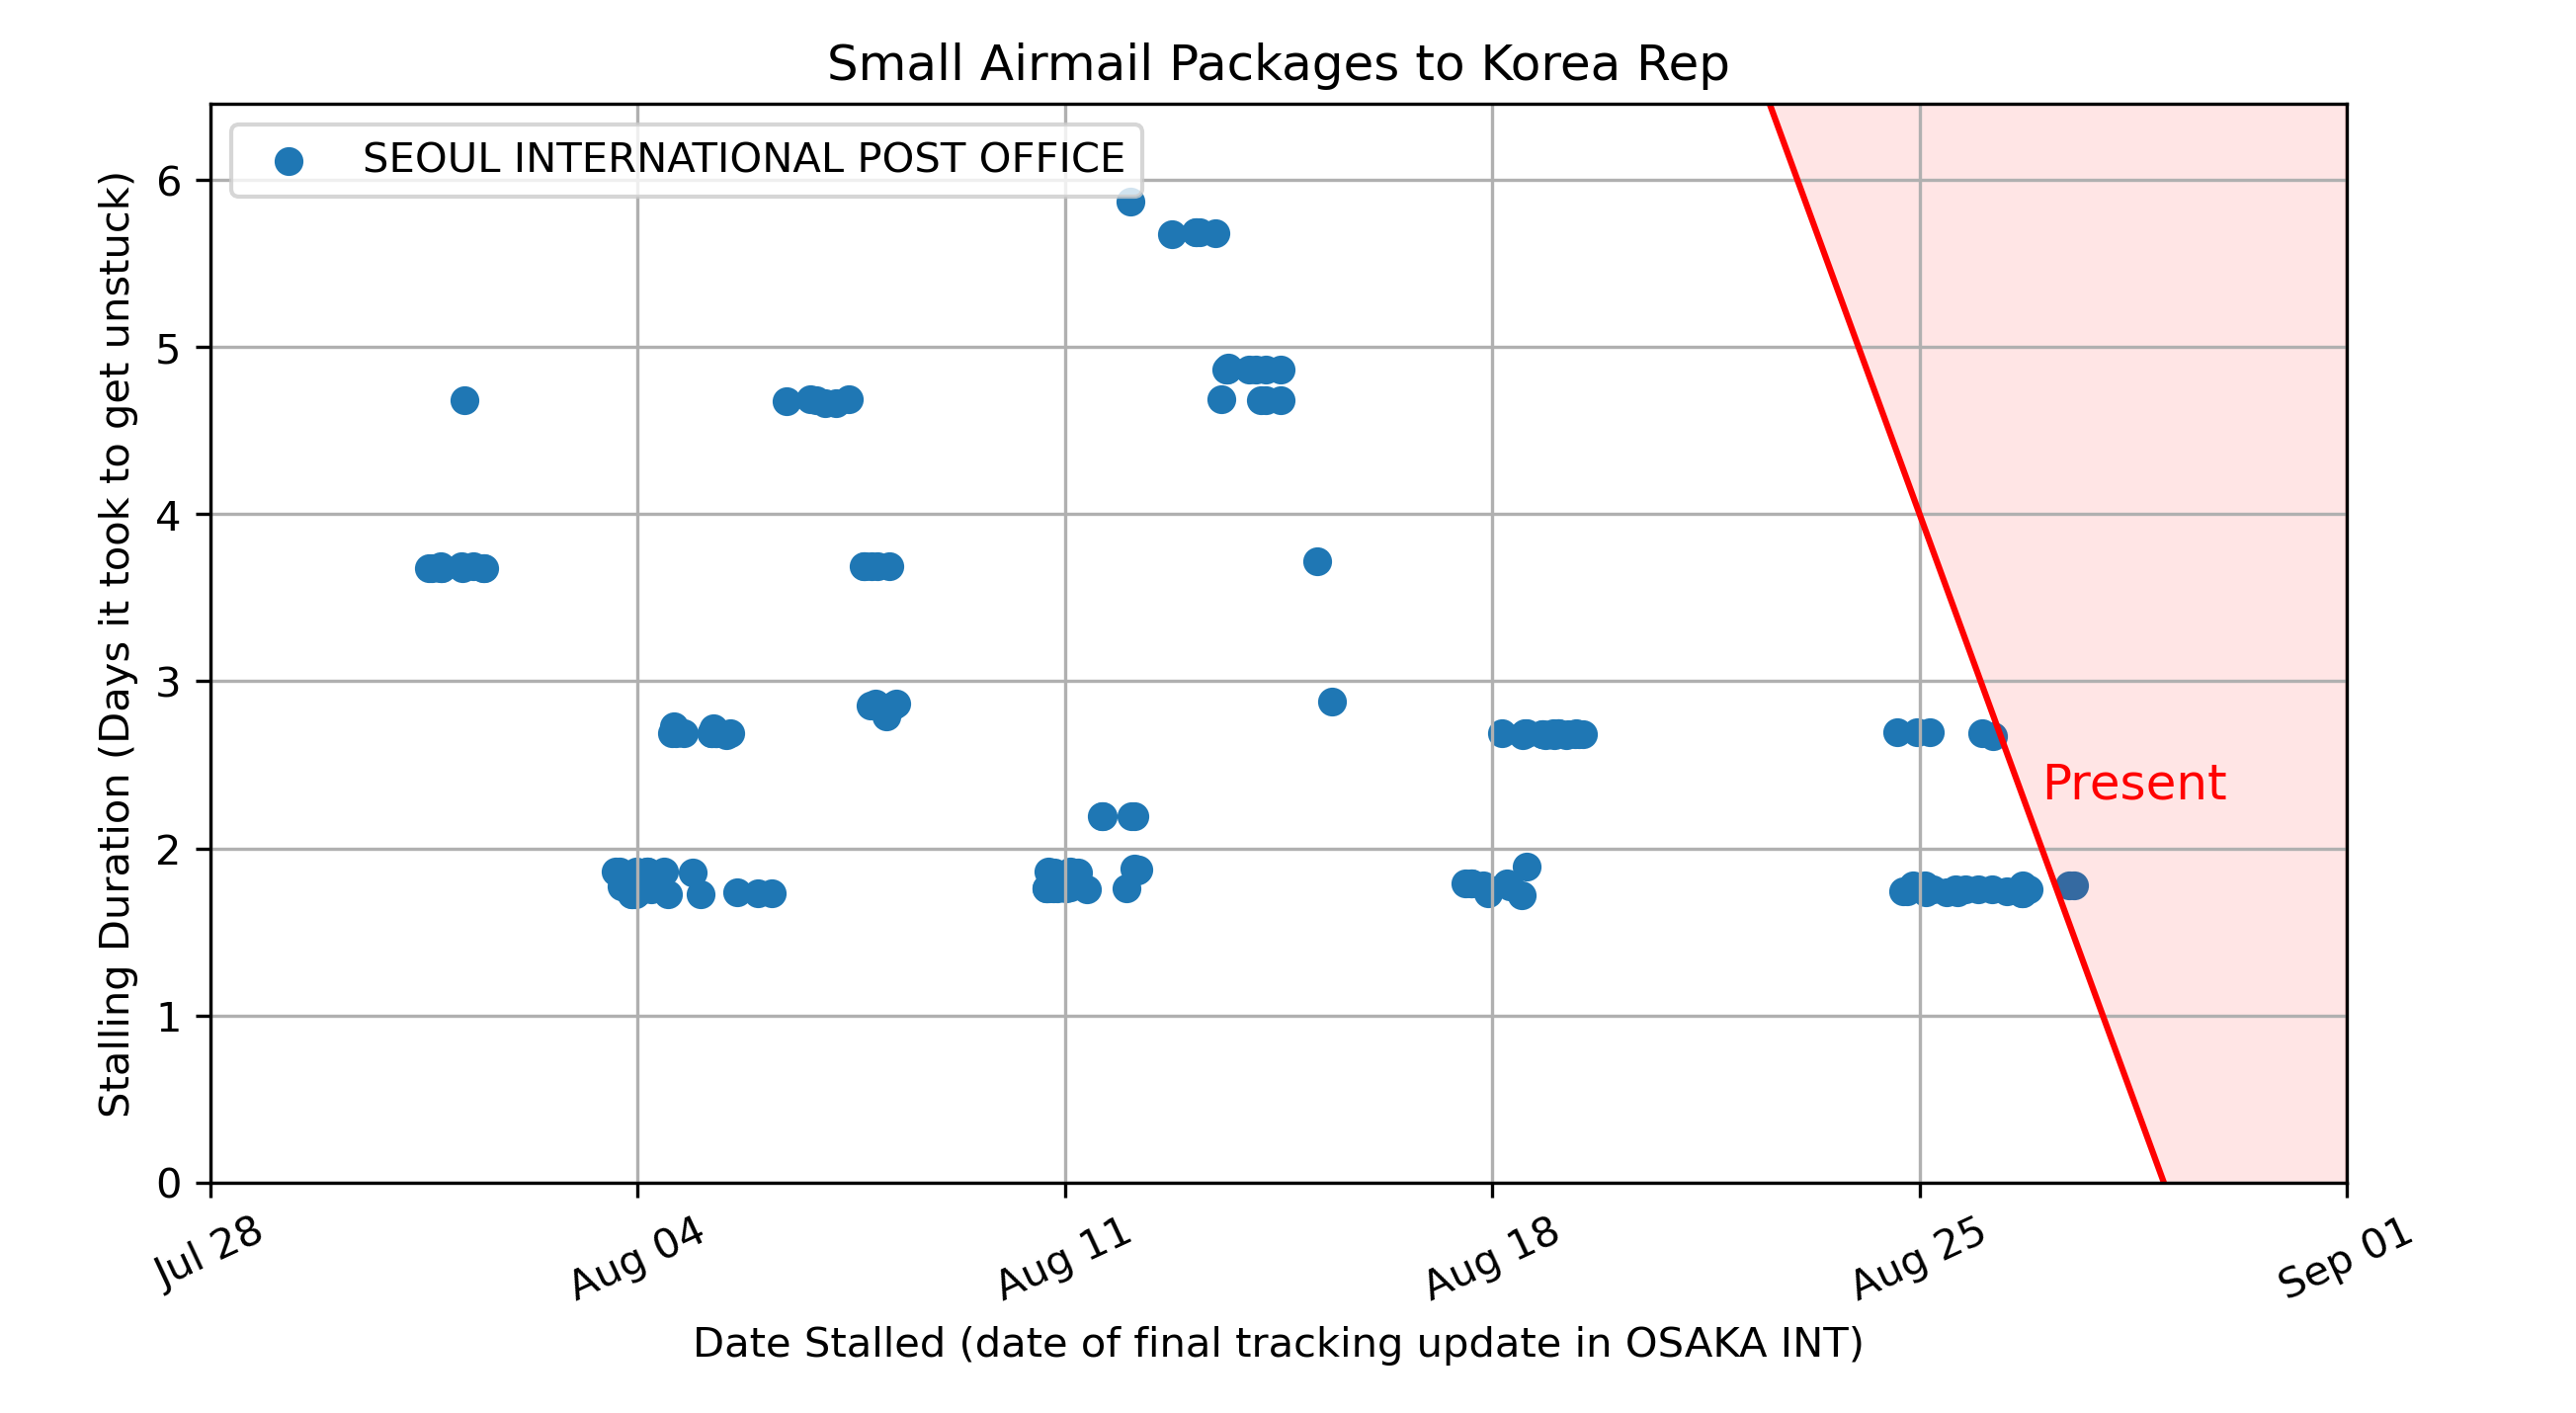 Small Airmail Packages to Korea Rep
SEOUL INTERNATIONAL POST OFFICE
Stalling Duration (Days it took to get unstuck)
6
5
4
3
2
1
0
Present
Jul 28
Aug 04
Aug 11
Aug 18
Aug 25
Sep 01
Date Stalled (date of final tracking update in OSAKA INT)